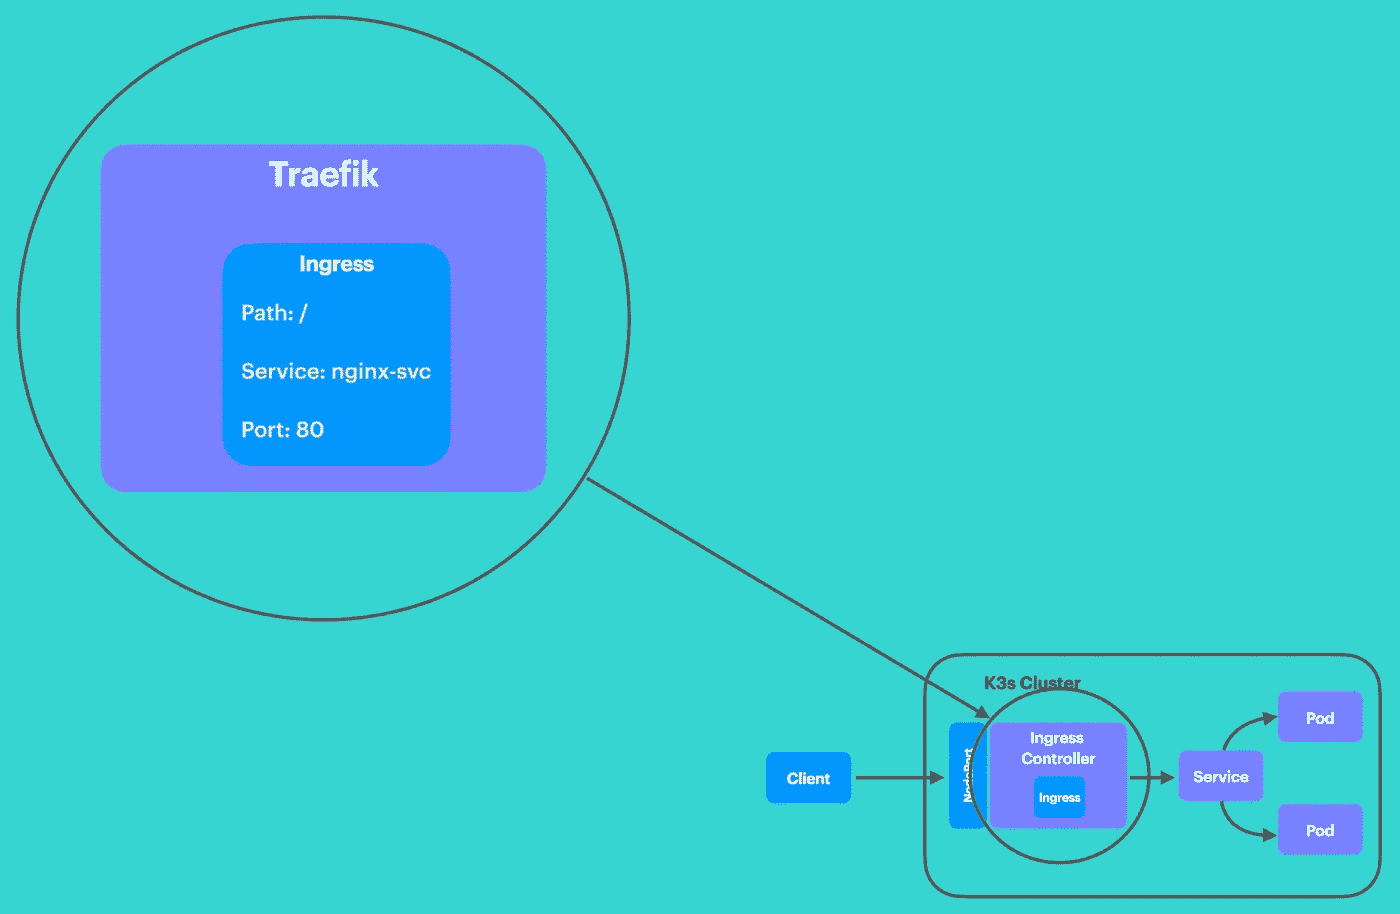 Traefik
Ingress
Path: /
Service: nginx-svc
Port: 80
K3s Cluster
Client
NodePort
Ingress
Controller
Ingress
Service
Pod
Pod